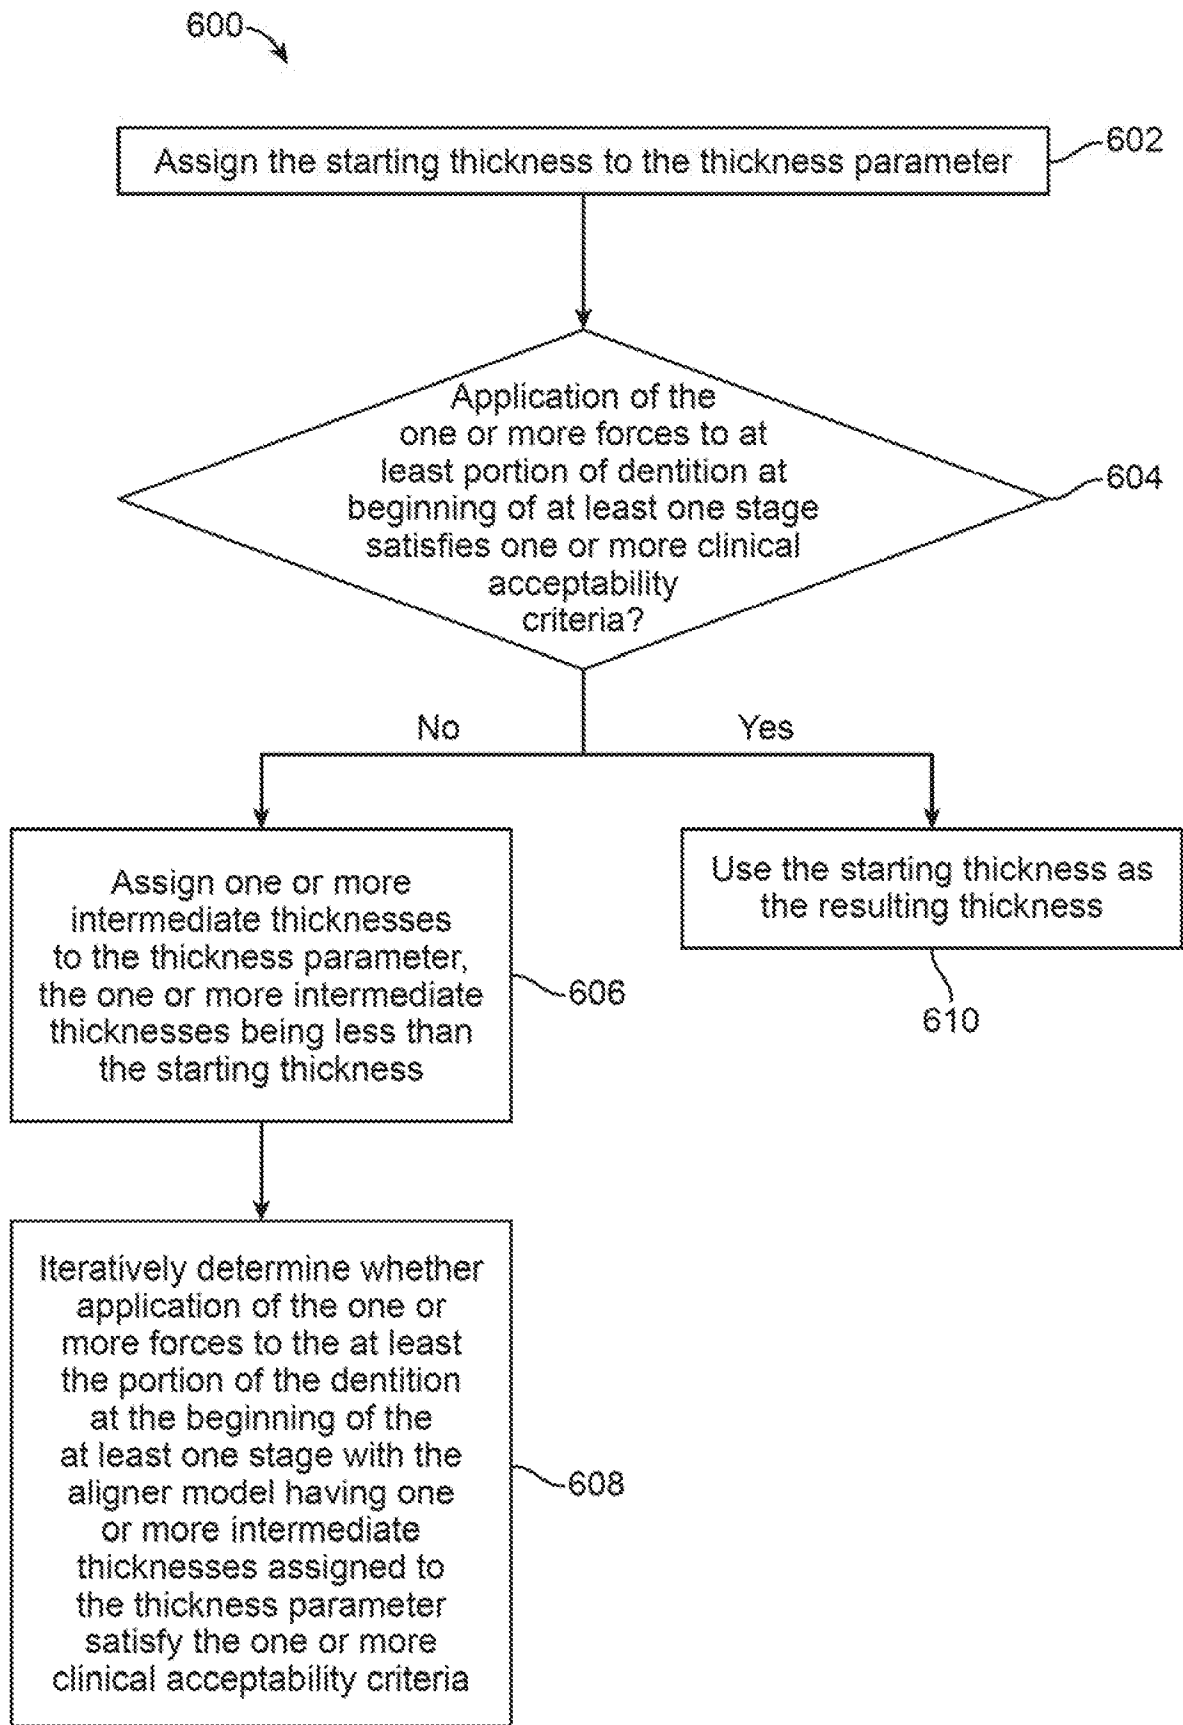 600
Assign the starting thickness to the thickness parameter
602
Application of the
one or more forces to at
least portion of dentition at
beginning of at least one stage
satisfies one or more clinical
acceptability
criteria?
604
No
Yes
Assign one or more
intermediate thicknesses
to the thickness parameter,
the one or more intermediate
thicknesses being less than
the starting thickness
606
Use the starting thickness as
the resulting thickness
610
Iteratively determine whether
application of the one or
more forces to the at least
the portion of the dentition
at the beginning of the
at least one stage with the
aligner model having one
or more intermediate
thicknesses assigned to
the thickness parameter
satisfy the one or more
clinical acceptability criteria
608